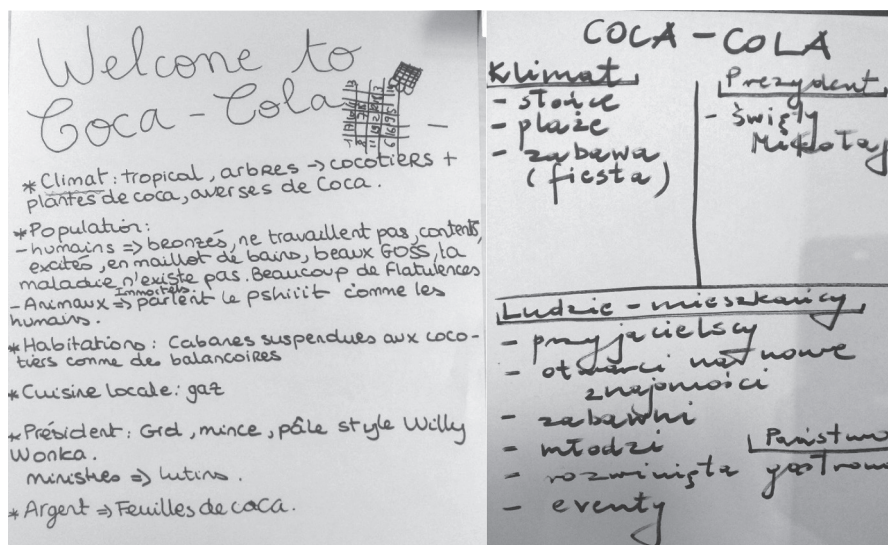 Welcome to
Coca-Cola -
* Climat : tropical, arbres → cocotiers +
plantes de coca, averses de Coca.
* Population :
- humains ⇒ bronzés, ne travaillent pas, contents,
excités, en maillot de bains, beaux GOSS, la
maladie n'existe pas. Beaucoup de Flatulences
Immortels.
- Animaux ⇒ parlent le pshiiit comme les
humains.
* Habitations : Cabanes suspendues aux coco-
tiers comme de balancoires
* Cuisine locale : gaz
* Président : Grd, mince, pâle style Willy
Wonka.
ministres ⇒ lutins.
* Argent ⇒ Feuilles de coca.
COCA-COLA
Klimat
- słońce
- plaże
- zabawa
(fiesta)
Prezydent
- święty
Mikołaj
Ludzie - mieszkańcy
- przyjacielscy
- otwarci na nowe
znajomości
- zabawni
- młodzi
- rozwinięta
- eventy
Państwo
gastrom